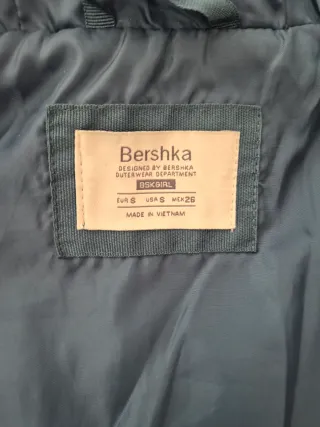 Bershka
DESIGNED BY BERSHKA
OUTERWEAR DEPARTMENT
BSKGIRL
EUR S USA S MEX 26
MADE IN VIETNAM